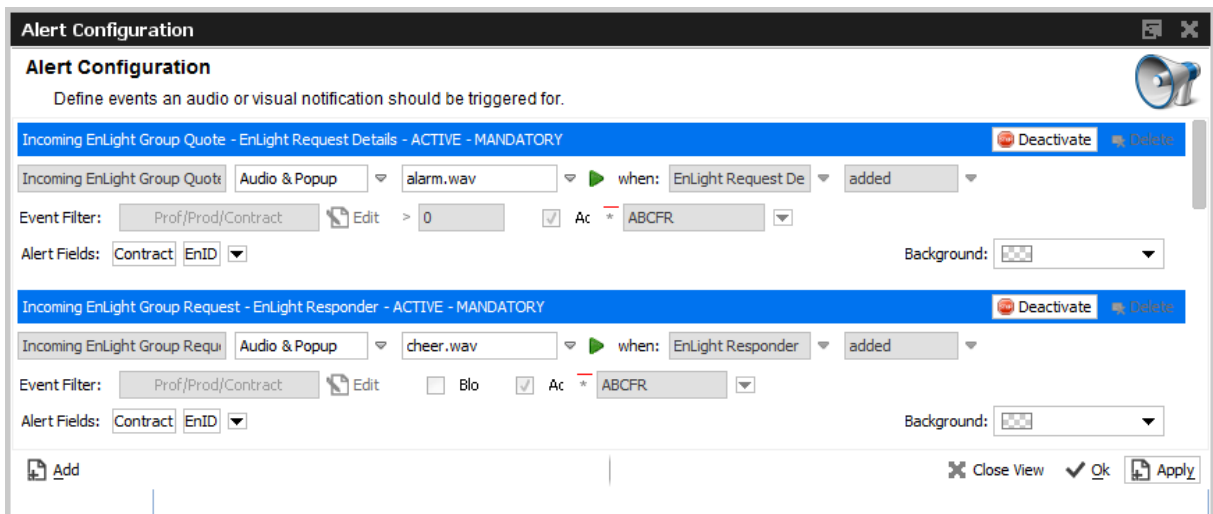 Alert Configuration
Alert Configuration
Define events an audio or visual notification should be triggered for.
Incoming EnLight Group Quote - EnLight Request Details - ACTIVE - MANDATORY Deactivate Delete
Incoming EnLight Group Quote Audio & Popup alarm.wav when: EnLight Request De added
Event Filter: Prof/Prod/Contract Edit > 0 Ac * ABCFR
Alert Fields: Contract EnID Background:
Incoming EnLight Group Request - EnLight Responder - ACTIVE - MANDATORY Deactivate Delete
Incoming EnLight Group Requ Audio & Popup cheer.wav when: EnLight Responder added
Event Filter: Prof/Prod/Contract Edit Blo Ac * ABCFR
Alert Fields: Contract EnID Background:
Add Close View Ok Apply